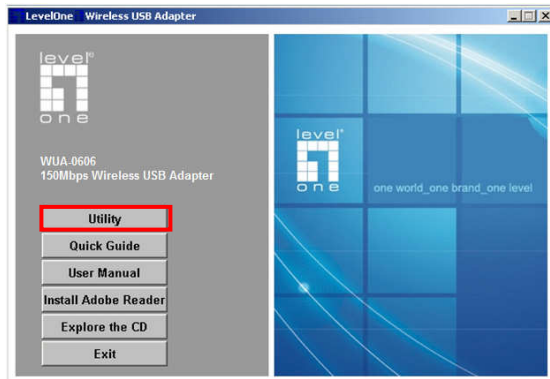 LevelOne Wireless USB Adapter
level®
one
WUA-0606
150Mbps Wireless USB Adapter
Utility
Quick Guide
User Manual
Install Adobe Reader
Explore the CD
Exit
level®
one
one world_one brand_one level